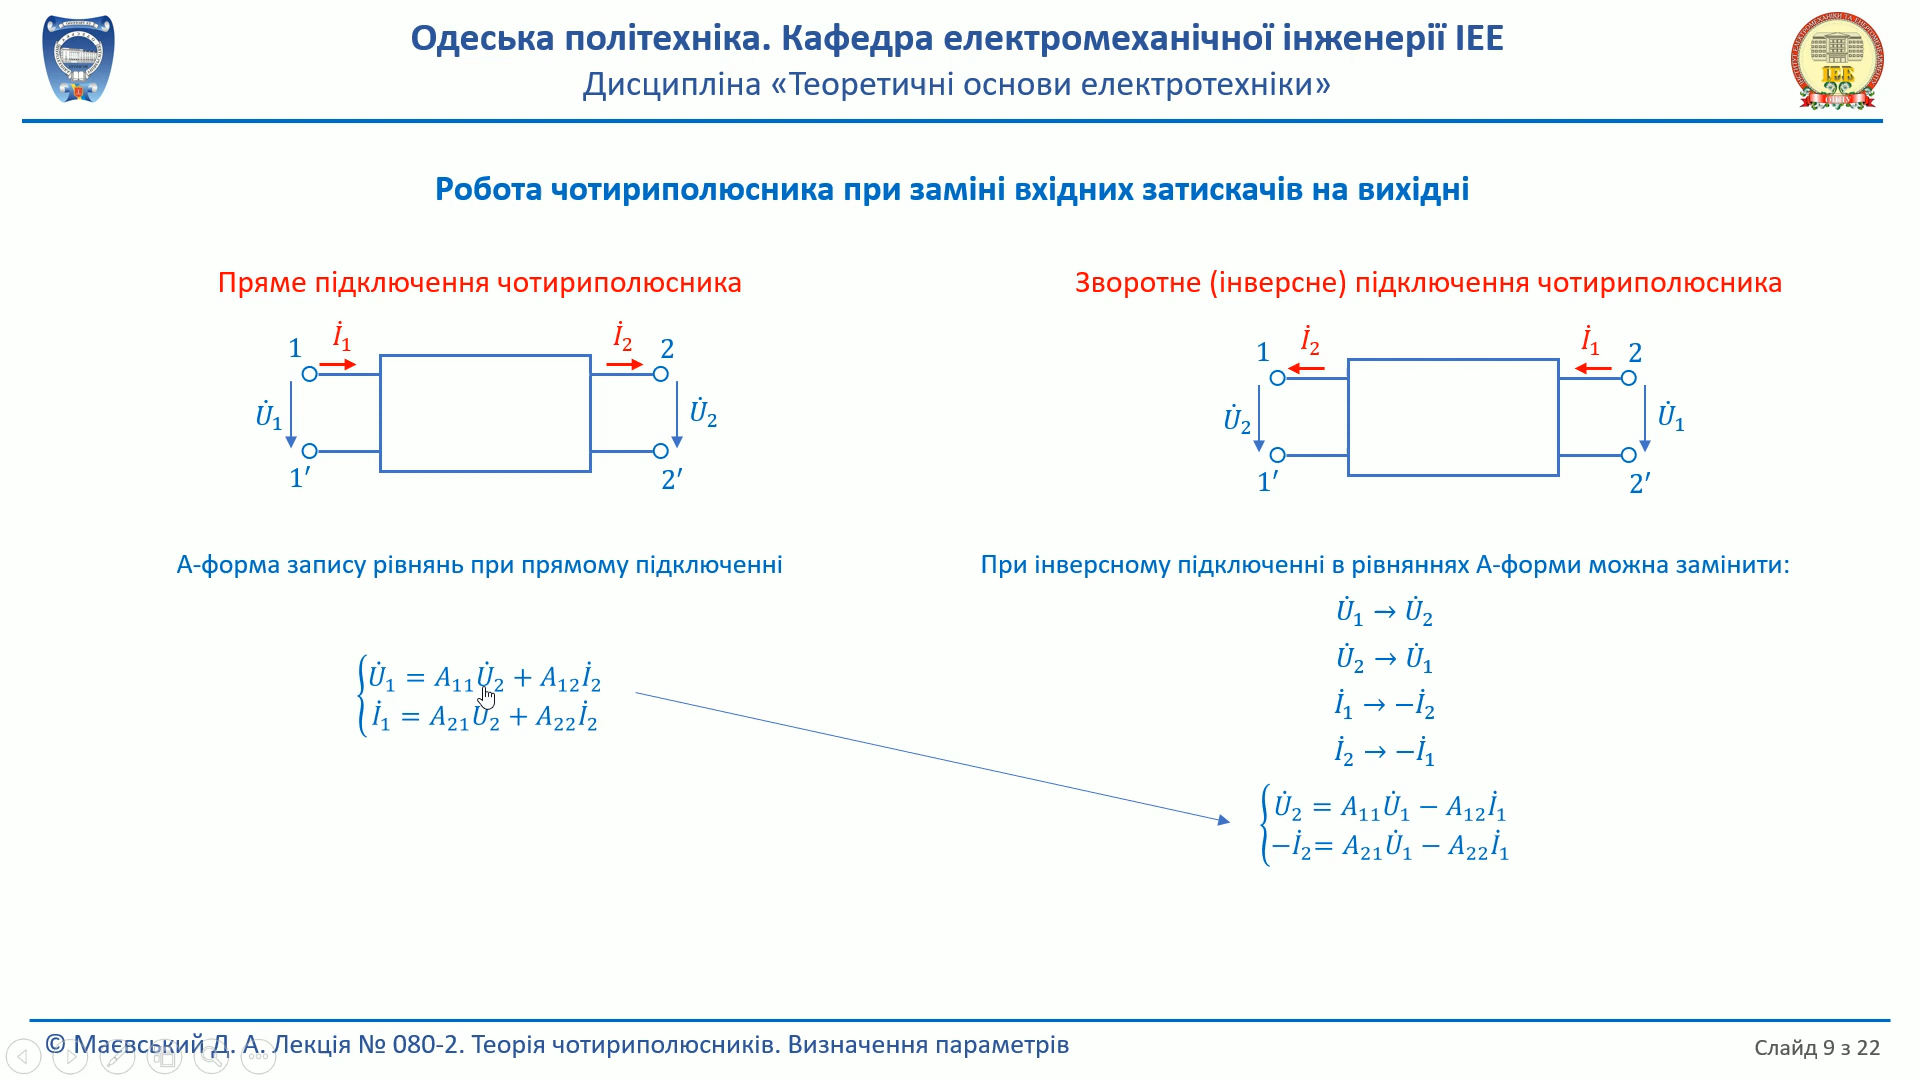 Одеська політехніка. Кафедра електромеханічної інженерії ІЕЕ
Дисципліна «Теоретичні основи електротехніки»
ІЕЕ
Робота чотириполюсника при заміні вхідних затискачів на вихідні
Пряме підключення чотириполюсника
Зворотне (інверсне) підключення чотириполюсника
1 İ₁ İ₂ 2
U̇₁ U̇₂
1′ 2′
1 İ₂ İ₁ 2
U̇₂ U̇₁
1′ 2′
А-форма запису рівнянь при прямому підключенні
При інверсному підключенні в рівняннях А-форми можна замінити:
U̇₁ → U̇₂
U̇₂ → U̇₁
İ₁ → −İ₂
İ₂ → −İ₁
U̇₁ = A₁₁U̇₂ + A₁₂İ₂
İ₁ = A₂₁U̇₂ + A₂₂İ₂
U̇₂ = A₁₁U̇₁ − A₁₂İ₁
−İ₂= A₂₁U̇₁ − A₂₂İ₁
© Маєвський Д. А. Лекція № 080-2. Теорія чотириполюсників. Визначення параметрів
Слайд 9 з 22